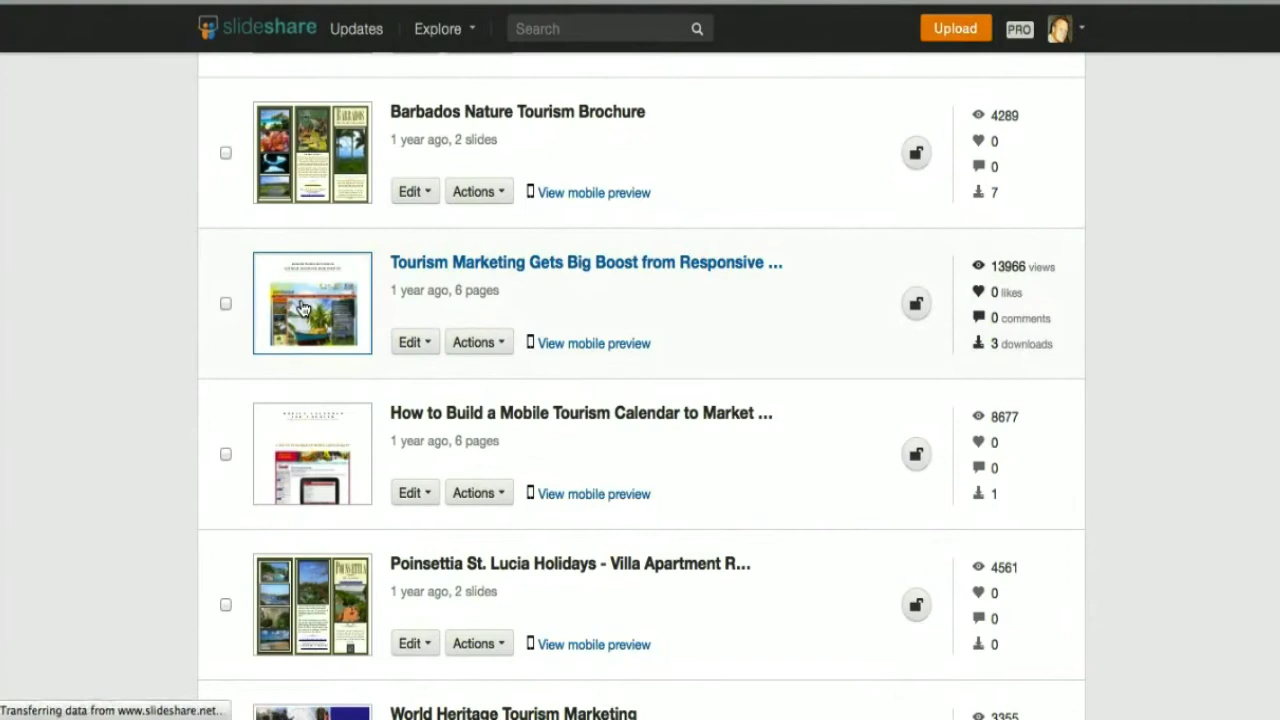 slideshare Updates Explore Search Upload PRO
Barbados Nature Tourism Brochure
1 year ago, 2 slides
Edit Actions View mobile preview
4289
0
0
7
BARBADOS
Tourism Marketing Gets Big Boost from Responsive ...
1 year ago, 6 pages
Edit Actions View mobile preview
13966 views
0 likes
0 comments
3 downloads
How to Build a Mobile Tourism Calendar to Market ...
1 year ago, 6 pages
Edit Actions View mobile preview
8677
0
0
1
Poinsettia St. Lucia Holidays - Villa Apartment R...
1 year ago, 2 slides
Edit Actions View mobile preview
4561
0
0
0
POINSETTIA
World Heritage Tourism Marketing
3355
Transferring data from www.slideshare.net...